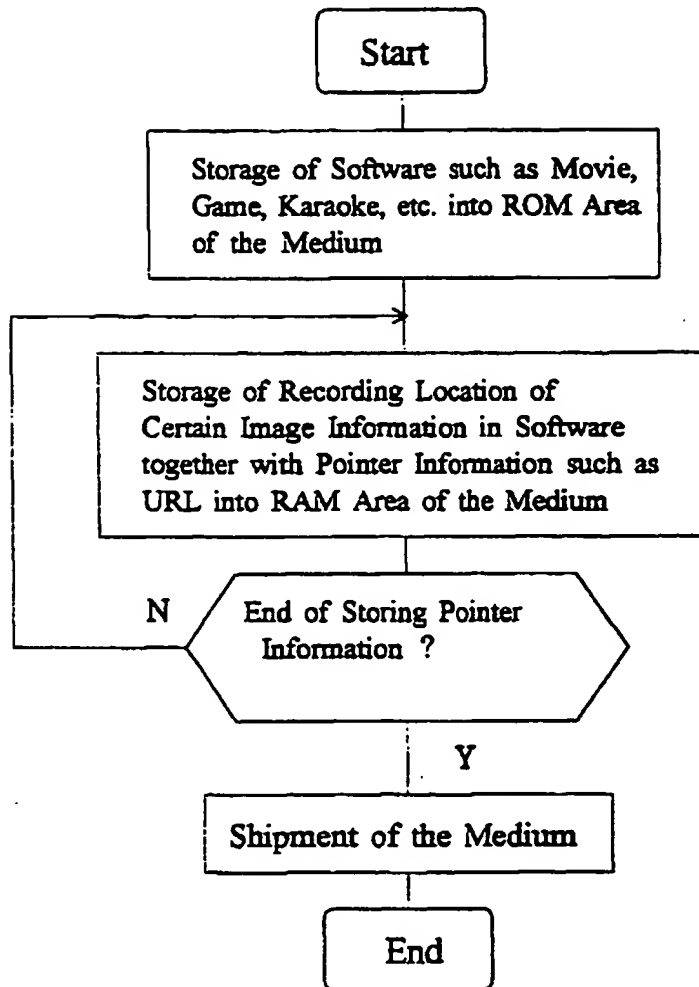 Start
Storage of Software such as Movie,
Game, Karaoke, etc. into ROM Area
of the Medium
Storage of Recording Location of
Certain Image Information in Software
together with Pointer Information such as
URL into RAM Area of the Medium
N
End of Storing Pointer
Information ?
Y
Shipment of the Medium
End